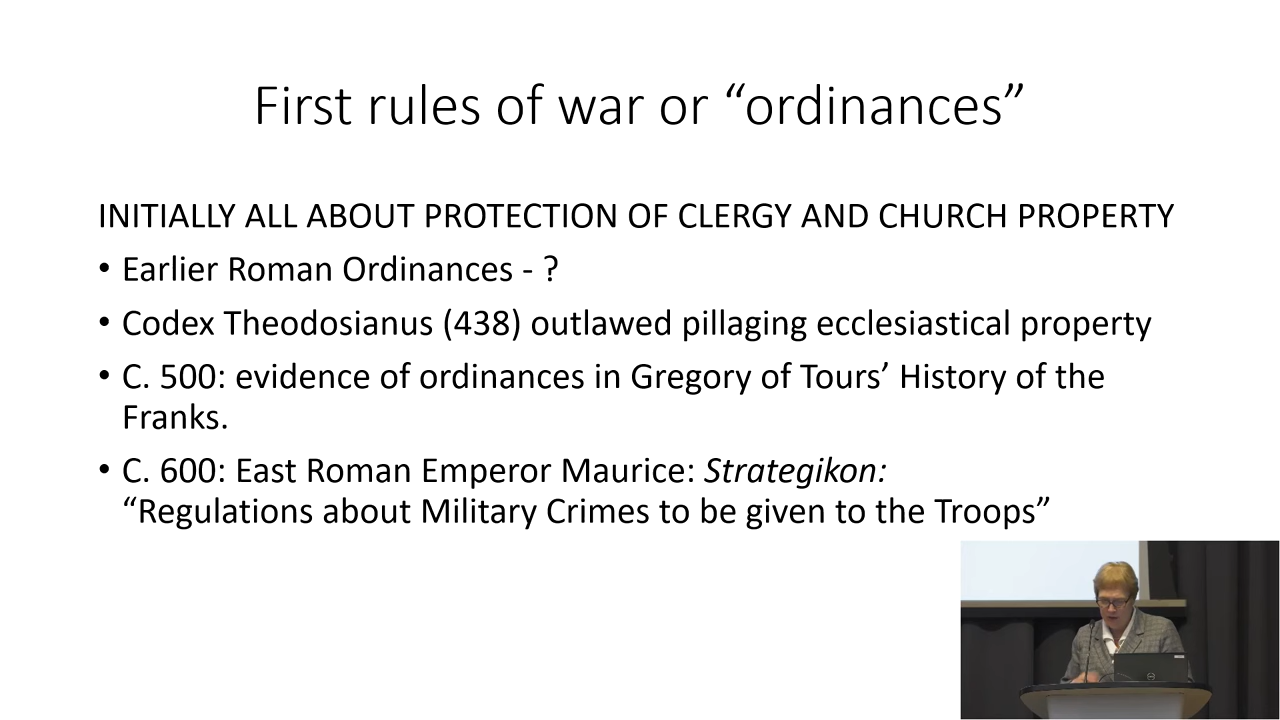 First rules of war or “ordinances”
INITIALLY ALL ABOUT PROTECTION OF CLERGY AND CHURCH PROPERTY
• Earlier Roman Ordinances - ?
• Codex Theodosianus (438) outlawed pillaging ecclesiastical property
• C. 500: evidence of ordinances in Gregory of Tours’ History of the
Franks.
• C. 600: East Roman Emperor Maurice: Strategikon:
“Regulations about Military Crimes to be given to the Troops”